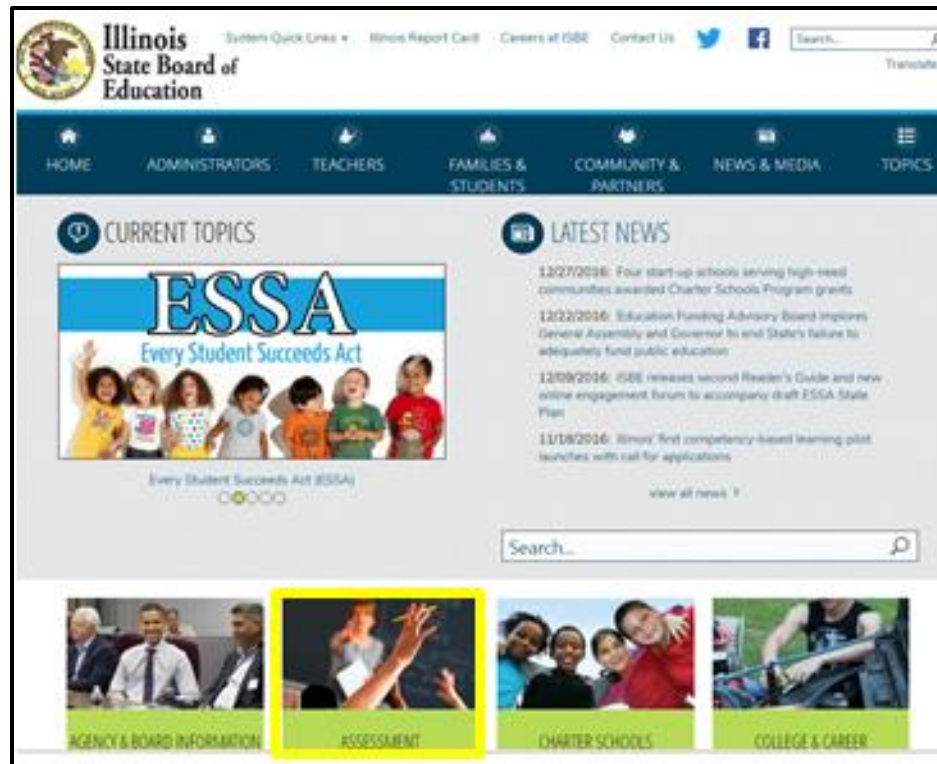 Illinois
State Board of
Education
System Quick Links
Illinois Report Card
Careers at ISBE
Contact Us
Search...
Translate
HOME
ADMINISTRATORS
TEACHERS
FAMILIES &
STUDENTS
COMMUNITY &
PARTNERS
NEWS & MEDIA
TOPICS
CURRENT TOPICS
ESSA
Every Student Succeeds Act
Every Student Succeeds Act (ESSA)
LATEST NEWS
12/27/2016: Four start-up schools serving high-need
communities awarded Charter Schools Program grants
12/22/2016: Education Funding Advisory Board implores
General Assembly and Governor to end State's failure to
adequately fund public education
12/09/2016: ISBE releases second Reader's Guide and new
online engagement forum to accompany draft ESSA State
Plan
11/18/2016: Illinois' first competency-based learning pilot
launches with call for applications
view all news
Search...
AGENCY & BOARD INFORMATION
ASSESSMENT
CHARTER SCHOOLS
COLLEGE & CAREER